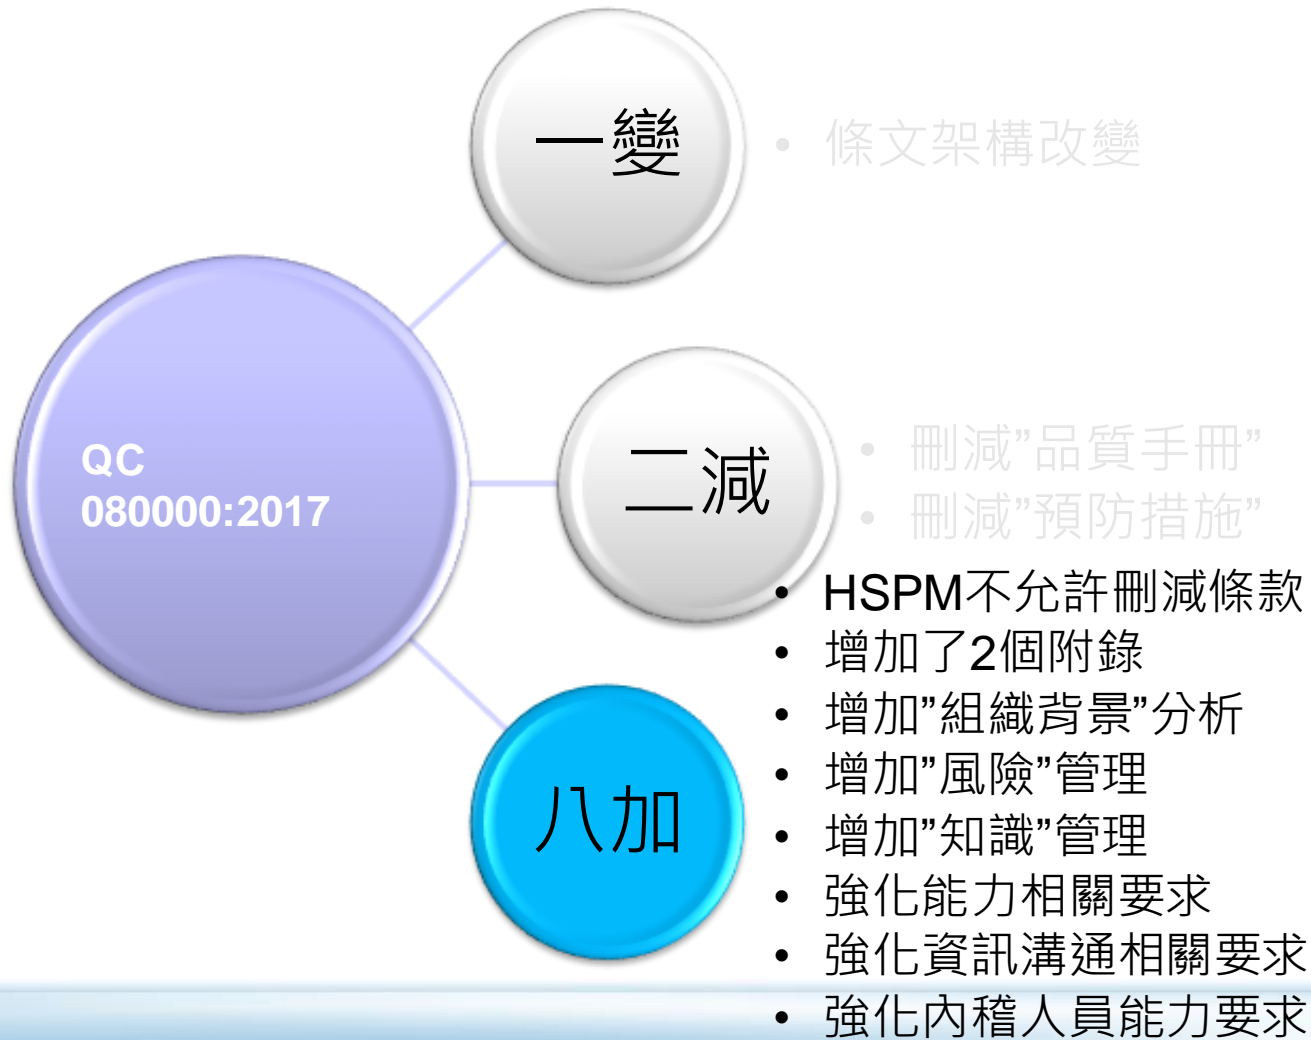 一變
• 條文架構改變
QC
080000:2017
二減
• 刪減”品質手冊”
• 刪減”預防措施”
八加
• HSPM不允許刪減條款
• 增加了2個附錄
• 增加”組織背景”分析
• 增加”風險”管理
• 增加”知識”管理
• 強化能力相關要求
• 強化資訊溝通相關要求
• 強化內稽人員能力要求